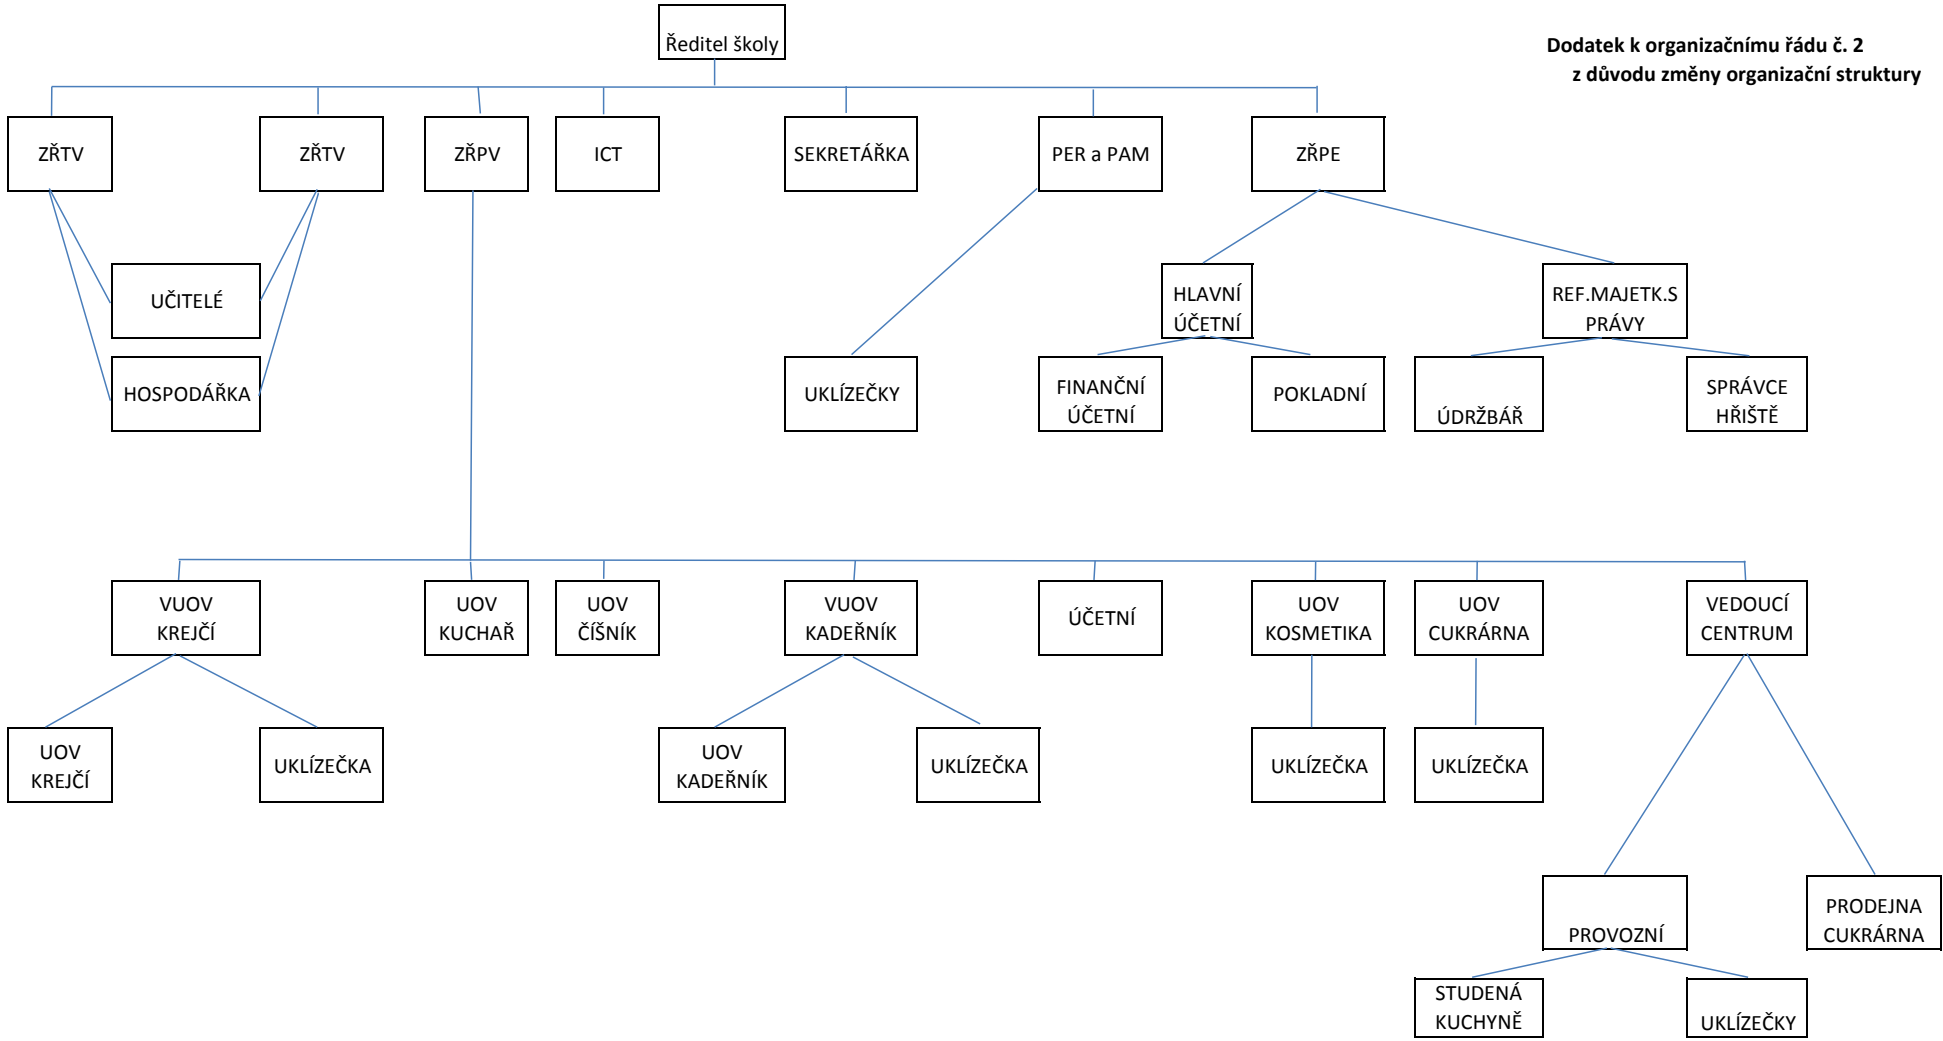 Ředitel školy
Dodatek k organizačnímu řádu č. 2
z důvodu změny organizační struktury
ZŘTV
ZŘTV
ZŘPV
ICT
SEKRETÁŘKA
PER a PAM
ZŘPE
UČITELÉ
HLAVNÍ
ÚČETNÍ
REF.MAJETK.S
PRÁVY
HOSPODÁŘKA
UKLÍZEČKY
FINANČNÍ
ÚČETNÍ
POKLADNÍ
ÚDRŽBÁŘ
SPRÁVCE
HŘIŠTĚ
VUOV
KREJČÍ
UOV
KUCHAŘ
UOV
ČÍŠNÍK
VUOV
KADEŘNÍK
ÚČETNÍ
UOV
KOSMETIKA
UOV
CUKRÁRNA
VEDOUCÍ
CENTRUM
UOV
KREJČÍ
UKLÍZEČKA
UOV
KADEŘNÍK
UKLÍZEČKA
UKLÍZEČKA
UKLÍZEČKA
PROVOZNÍ
PRODEJNA
CUKRÁRNA
STUDENÁ
KUCHYNĚ
UKLÍZEČKY